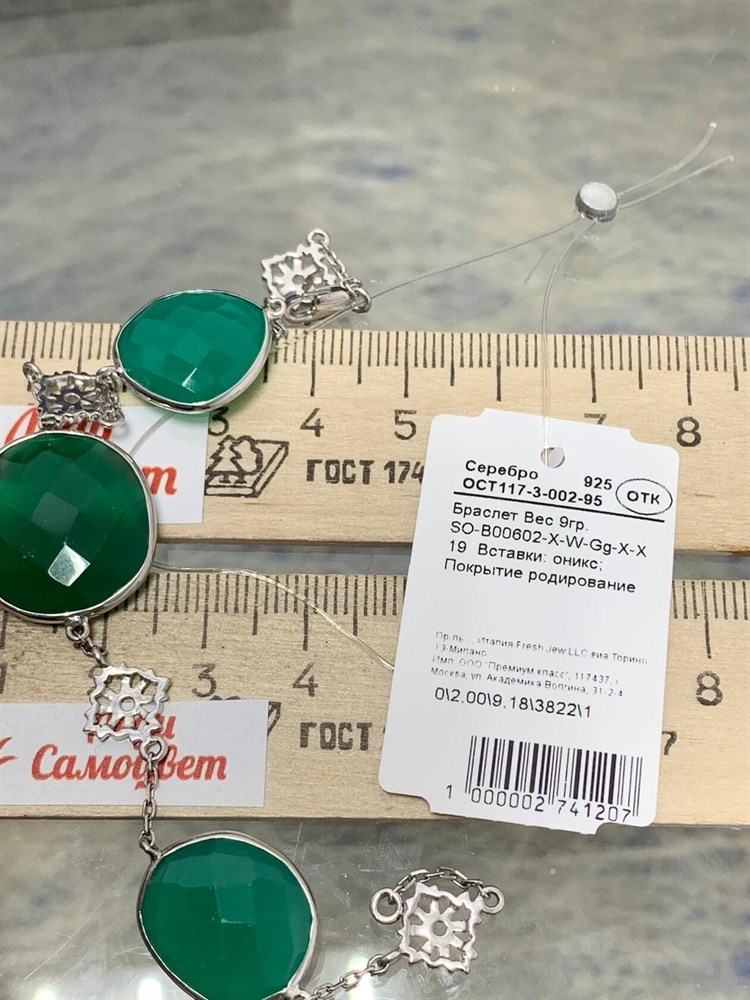 3 4 5 7 8
ГОСТ 174
Серебро 925
ОСТ117-3-002-95 ОТК
Браслет Вес 9гр.
SO-B00602-X-W-Gg-X-X
19 Вставки: оникс;
Покрытие родирование
Италия Fresh Jew LLC виа Торино
13-Милано
Имп. ООО "Премиум класс", 117437, г
Москва, ул. Академика Волгина, 31-2-4
0\2,00\9,18\3822\1
1 000002 741207
3 4 7 8
ГОСТ
Самоцвет